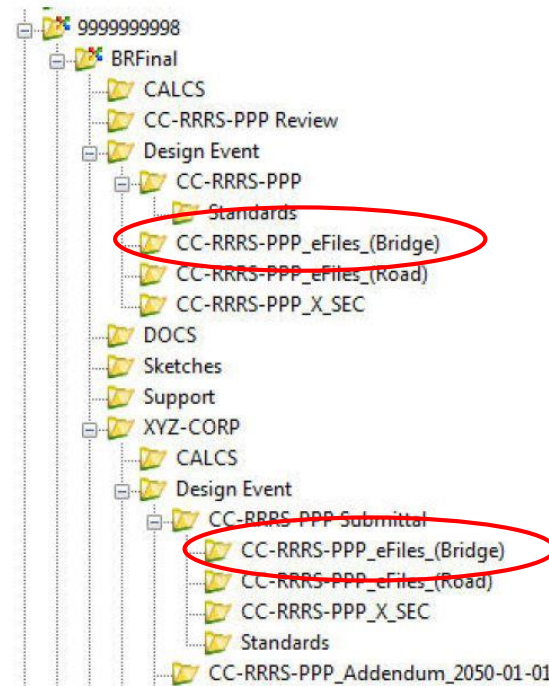 9999999998
BRFinal
CALCS
CC-RRRS-PPP Review
Design Event
CC-RRRS-PPP
Standards
CC-RRRS-PPP_eFiles_(Bridge)
CC-RRRS-PPP_eFiles_(Road)
CC-RRRS-PPP_X_SEC
DOCS
Sketches
Support
XYZ-CORP
CALCS
Design Event
CC-RRRS-PPP Submittal
CC-RRRS-PPP_eFiles_(Bridge)
CC-RRRS-PPP_eFiles_(Road)
CC-RRRS-PPP_X_SEC
Standards
CC-RRRS-PPP_Addendum_2050-01-01